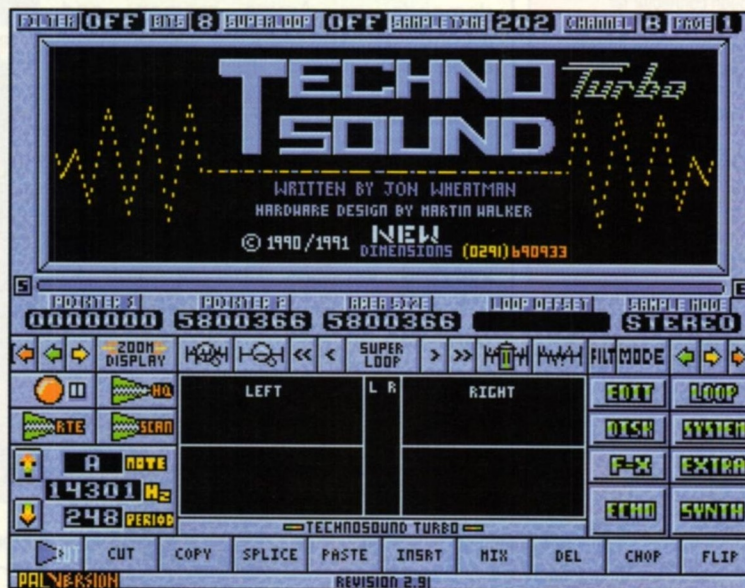 FILTER OFF BITS 8 SUPERLOOP OFF SAMPLE TIME 202 CHANNEL B PAGE 1
TECHNO Turbo
SOUND
WRITTEN BY JON WHEATMAN
HARDWARE DESIGN BY MARTIN WALKER
© 1990/1991 NEW DIMENSIONS (0291) 690933
S E
POINTER 1 POINTER 2 AREA SIZE LOOP OFFSET SAMPLE MODE
0000000 5800366 5800366 STEREO
ZOOM DISPLAY << < SUPER LOOP > >> FILT MODE
HQ LEFT L R RIGHT EDIT LOOP
RTE SCAN DISK SYSTEM
A NOTE F-X EXTRA
14301 Hz
248 PERIOD ECHO SYNTH
TECHNOSOUND TURBO
CUT COPY SPLICE PASTE INSRT MIX DEL CHOP FLIP
PAL VERSION REVISION 2.91